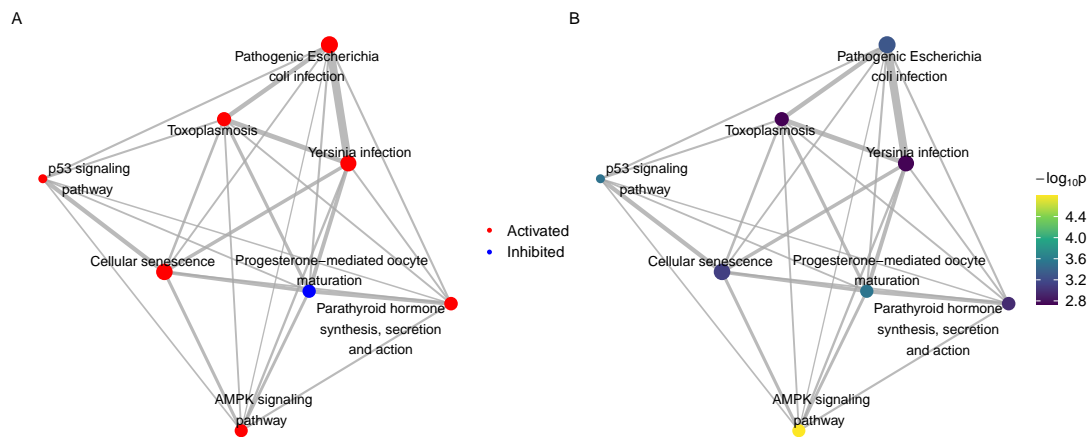 A
Pathogenic Escherichia
coli infection
Toxoplasmosis
Yersinia infection
p53 signaling
pathway
Cellular senescence
Progesterone−mediated oocyte
maturation
Parathyroid hormone
synthesis, secretion
and action
AMPK signaling
pathway
Activated
Inhibited
B
Pathogenic Escherichia
coli infection
Toxoplasmosis
Yersinia infection
p53 signaling
pathway
Cellular senescence
Progesterone−mediated oocyte
maturation
Parathyroid hormone
synthesis, secretion
and action
AMPK signaling
pathway
−log10p
4.4
4.0
3.6
3.2
2.8